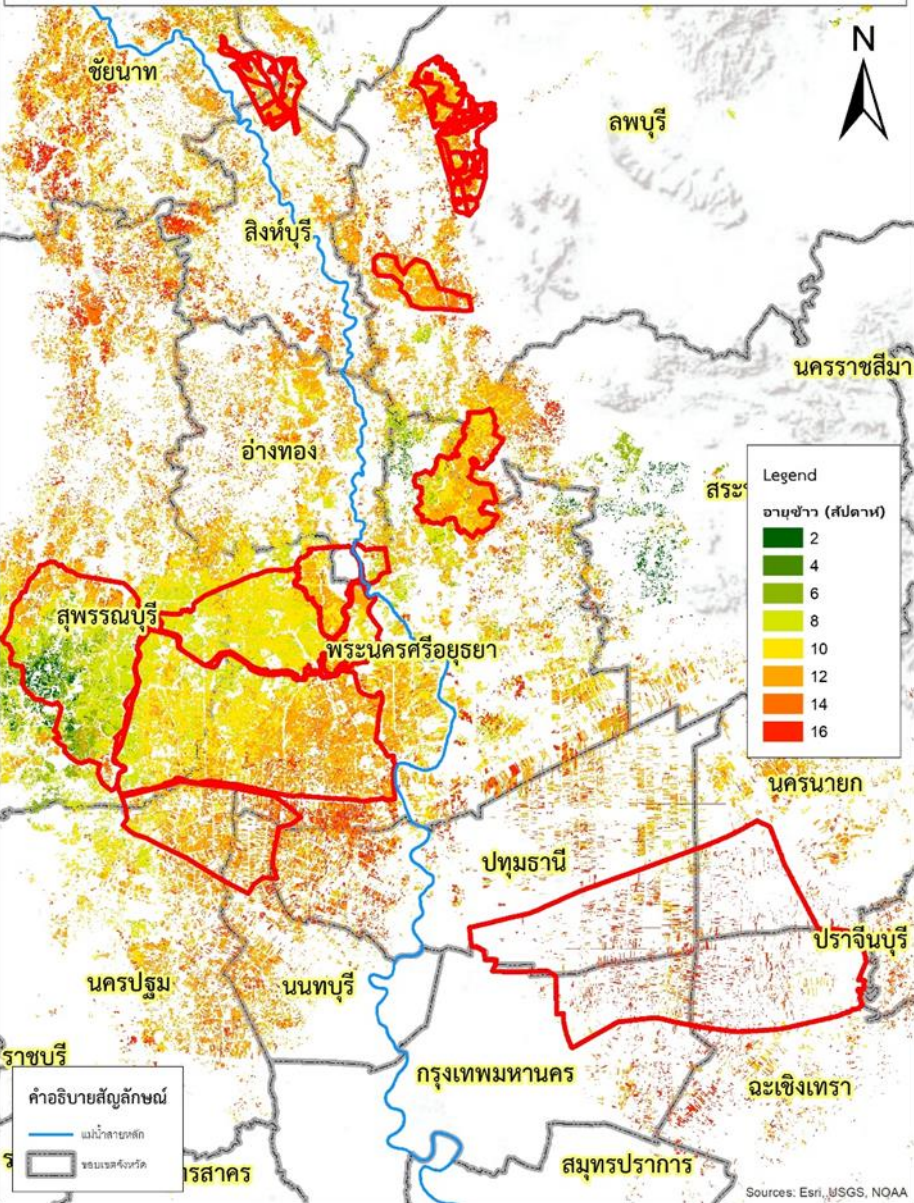 N
ชัยนาท
ลพบุรี
สิงห์บุรี
นครราชสีมา
อ่างทอง
สระ
Legend
อายุข้าว (สัปดาห์)
2
4
6
8
10
12
14
16
สุพรรณบุรี
พระนครศรีอยุธยา
นครนายก
ปทุมธานี
ปราจีนบุรี
นครปฐม
นนทบุรี
ราชบุรี
กรุงเทพมหานคร
ฉะเชิงเทรา
คำอธิบายสัญลักษณ์
แม่น้ำสายหลัก
ขอบเขตจังหวัด
รสาคร
สมุทรปราการ
Sources: Esri, USGS, NOAA